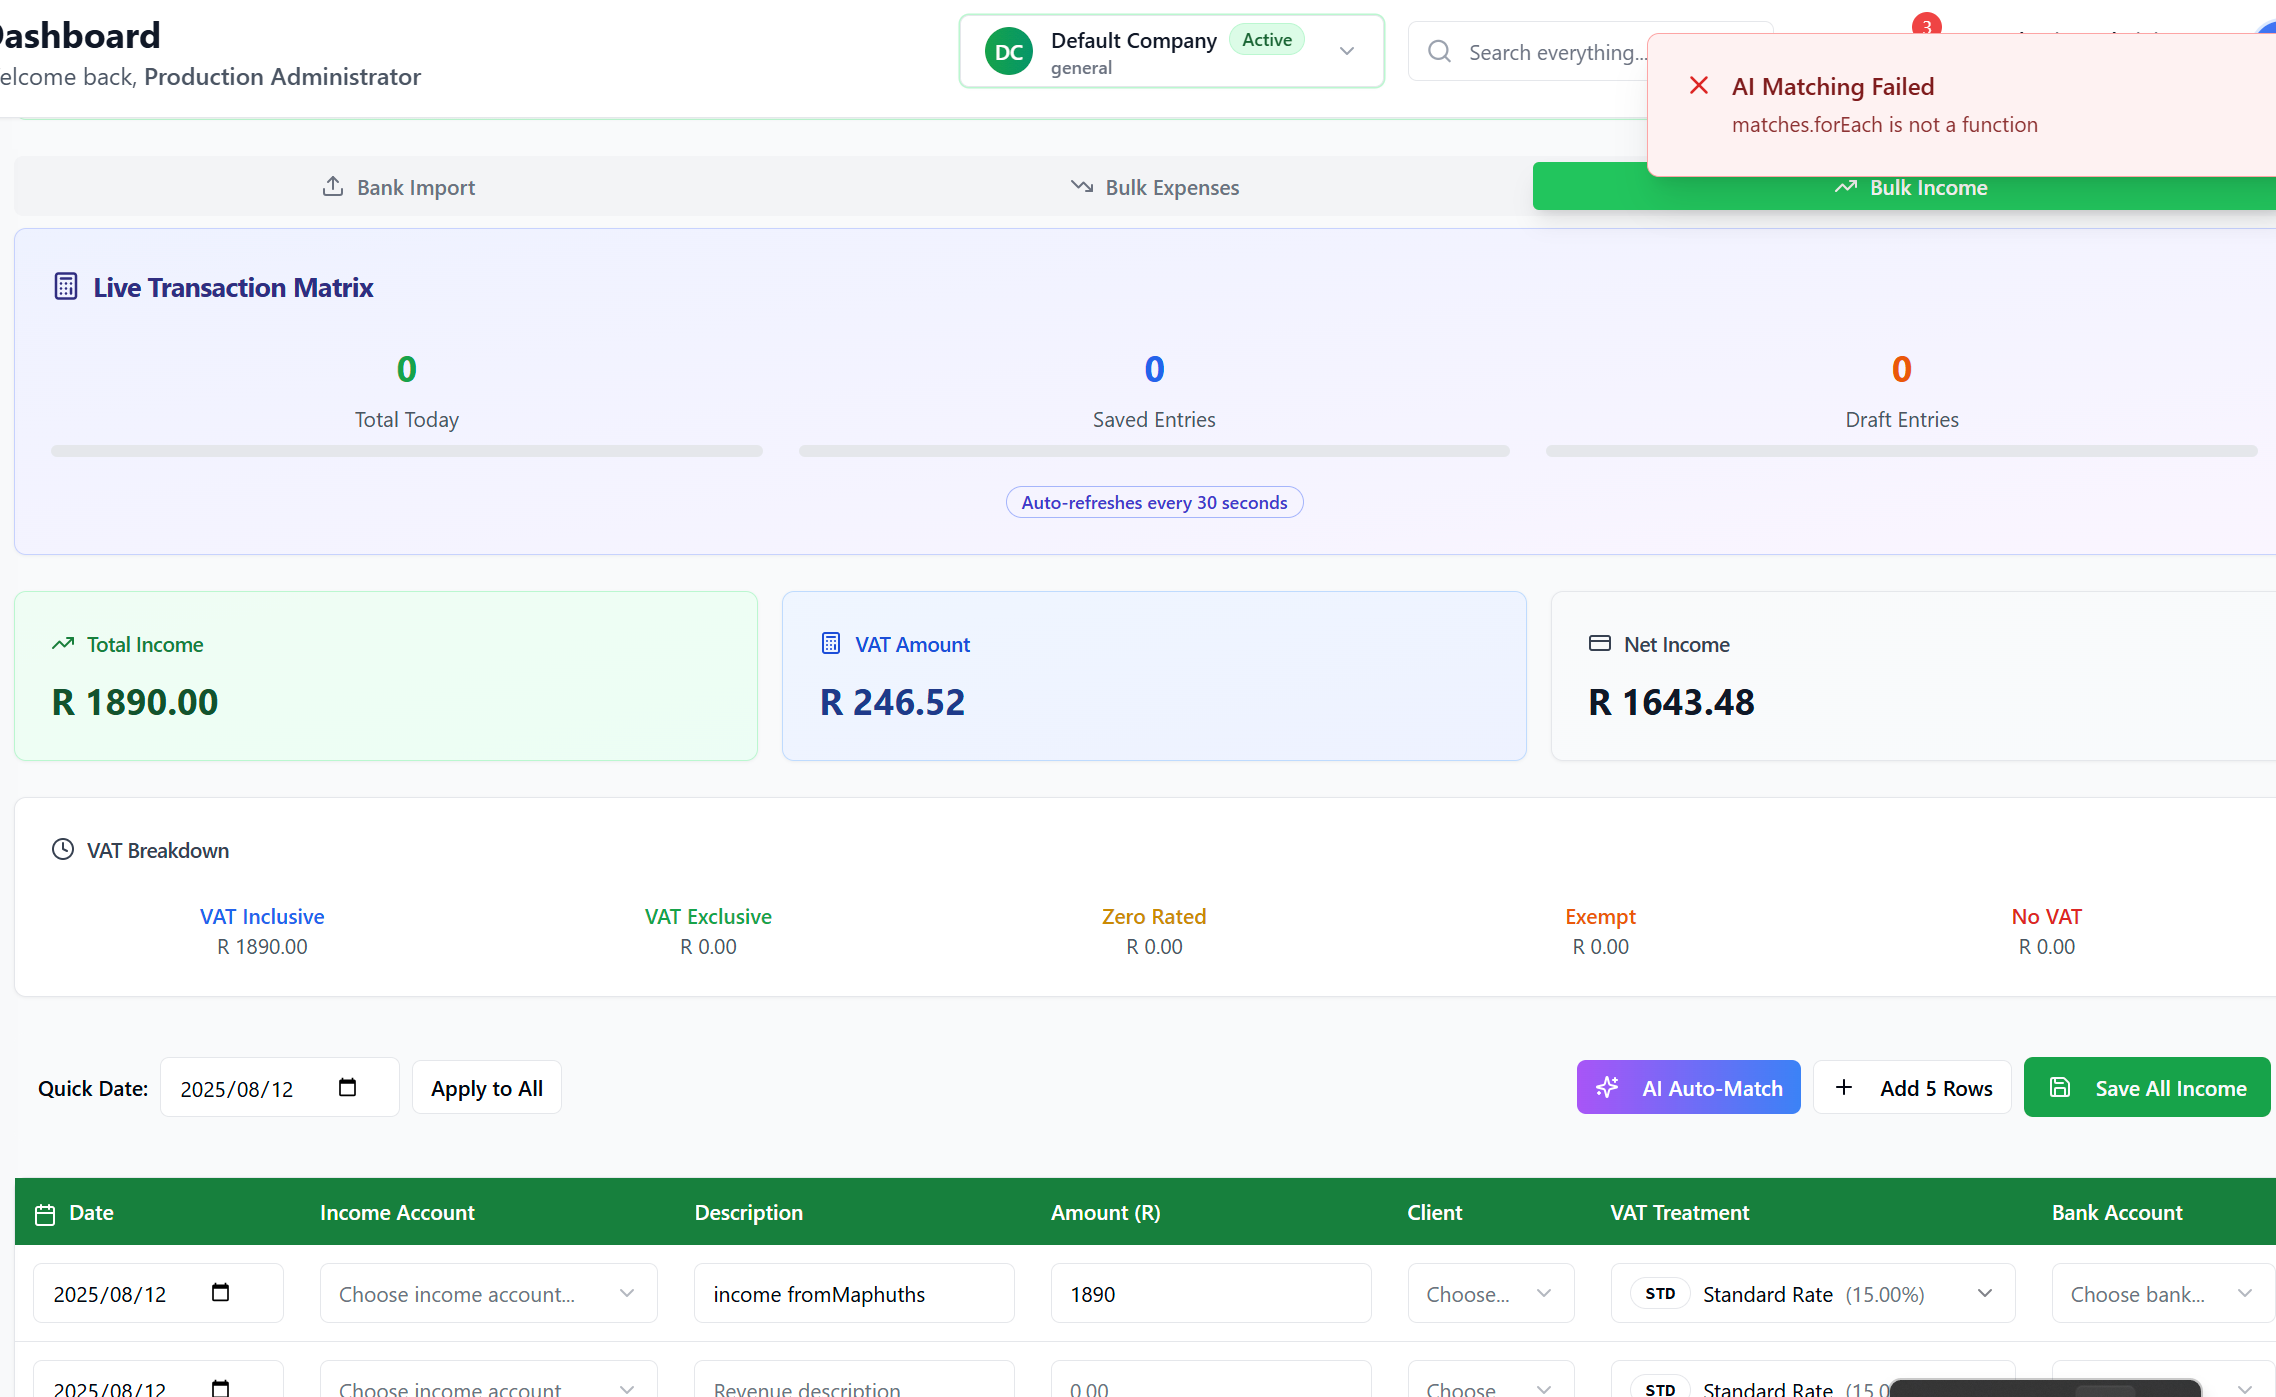 Dashboard
elcome back, Production Administrator
DC
Default Company
Active
general
Search everything...
3
AI Matching Failed
matches.forEach is not a function
Bank Import
Bulk Expenses
Bulk Income
Live Transaction Matrix
0
Total Today
0
Saved Entries
0
Draft Entries
Auto-refreshes every 30 seconds
Total Income
R 1890.00
VAT Amount
R 246.52
Net Income
R 1643.48
VAT Breakdown
VAT Inclusive
R 1890.00
VAT Exclusive
R 0.00
Zero Rated
R 0.00
Exempt
R 0.00
No VAT
R 0.00
Quick Date:
2025/08/12
Apply to All
AI Auto-Match
Add 5 Rows
Save All Income
Date Income Account Description Amount (R) Client VAT Treatment Bank Account
2025/08/12 Choose income account... income fromMaphuths 1890 Choose... STD Standard Rate (15.00%) Choose bank...
2025/08/12 Choose income account Revenue description 0.00 Choose STD Standard Rate (15.0